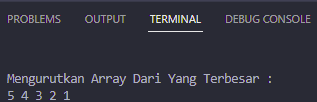 PROBLEMS OUTPUT TERMINAL DEBUG CONSOLE
Mengurutkan Array Dari Yang Terbesar :
5 4 3 2 1